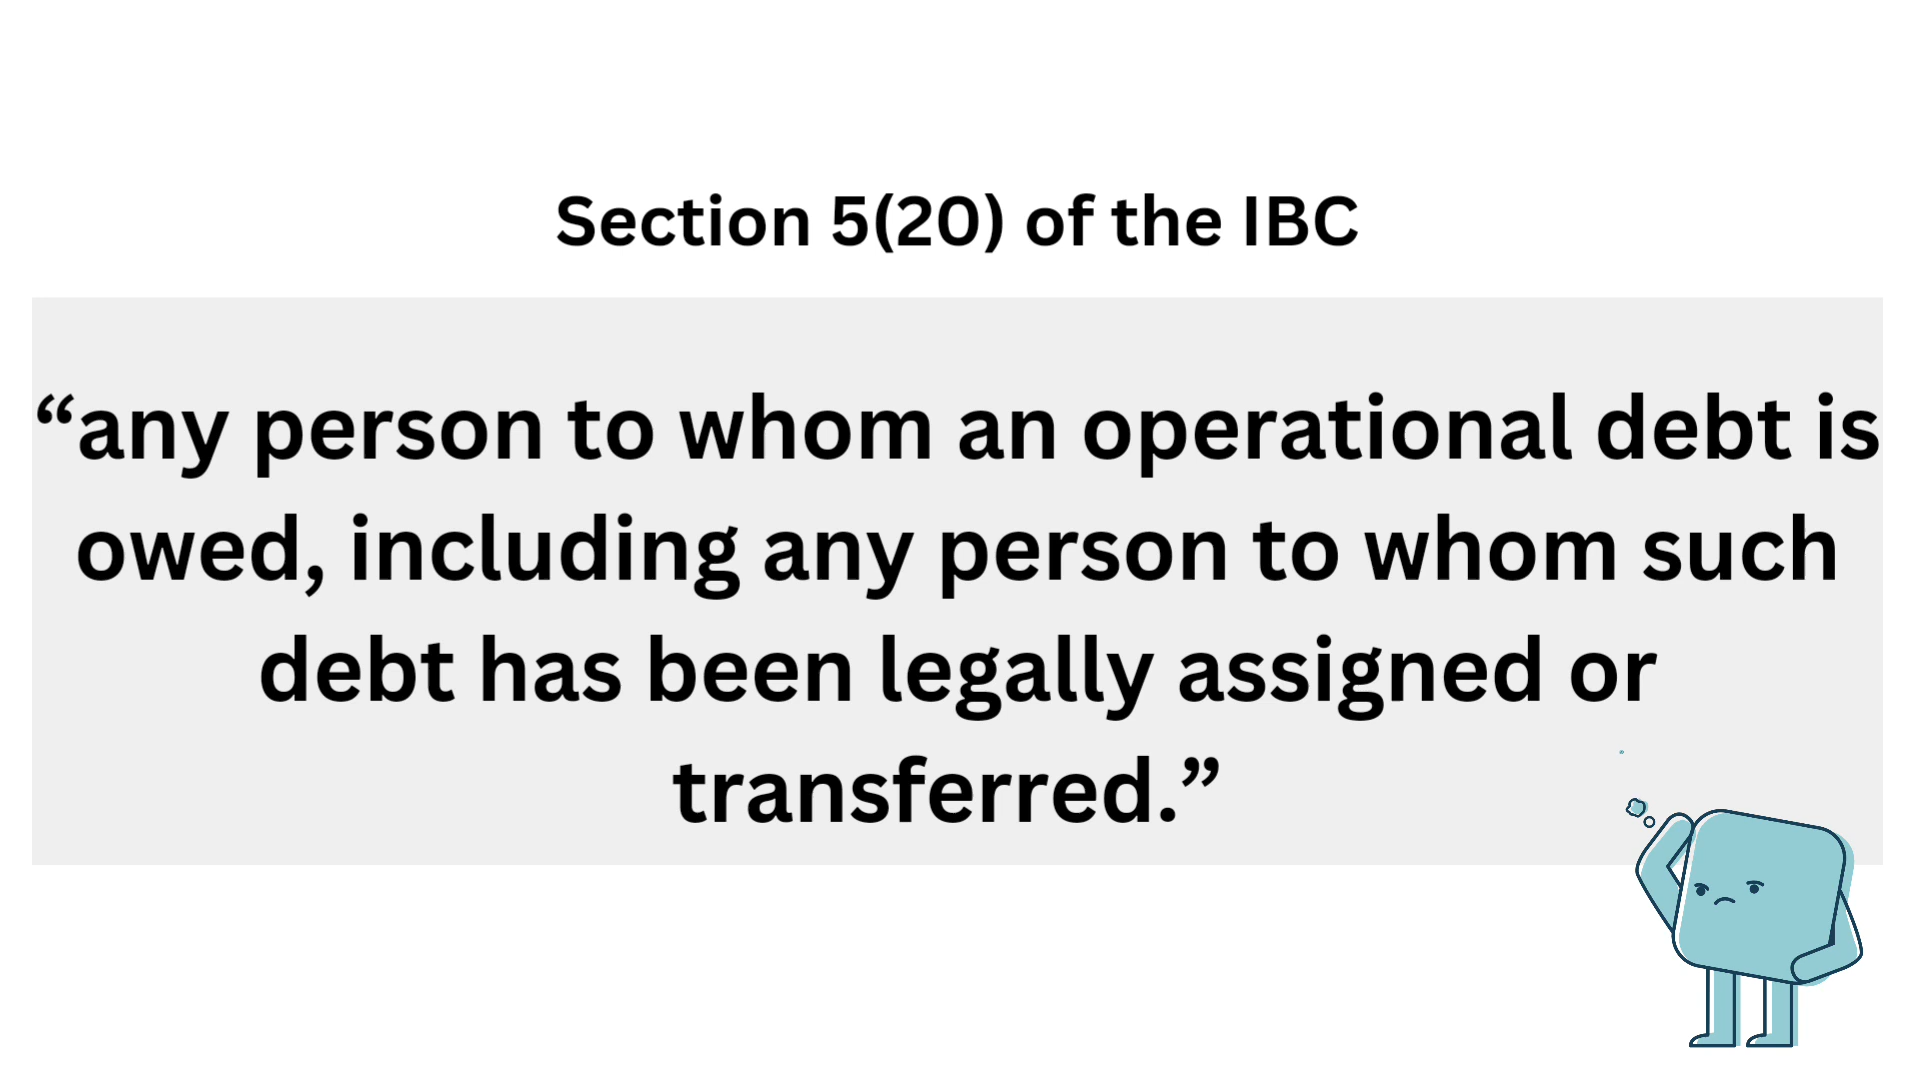 Section 5(20) of the IBC
“any person to whom an operational debt is
owed, including any person to whom such
debt has been legally assigned or
transferred.”